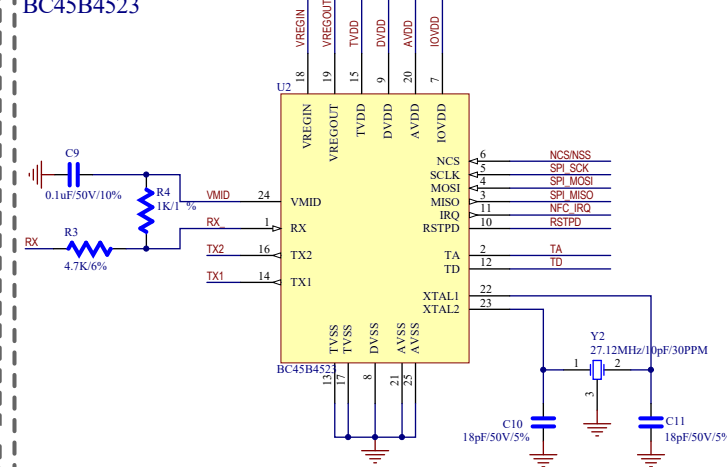 BC45B4523
VREGIN
VREGOUT
TVDD
DVDD
AVDD
IOVDD
18
19
15
9
20
7
U2
VREGIN
VREGOUT
TVDD
DVDD
AVDD
IOVDD
C9
0.1uF/50V/10%
R4
1K/1 %
VMID
24
VMID
RX_
1
RX
R3
RX
4.7K/6%
TX2
16
TX2
TX1
14
TX1
NCS
6
NCS/NSS
SCLK
5
SPI_SCK
MOSI
4
SPI_MOSI
MISO
3
SPI_MISO
IRQ
11
NFC_IRQ
RSTPD
10
RSTPD
TA
2
TA
TD
12
TD
XTAL1
22
XTAL2
23
TVSS
TVSS
DVSS
AVSS
AVSS
BC45B4523
13
17
8
21
25
Y2
27.12MHz/10pF/30PPM
1
2
3
C10
18pF/50V/5%
C11
18pF/50V/5%